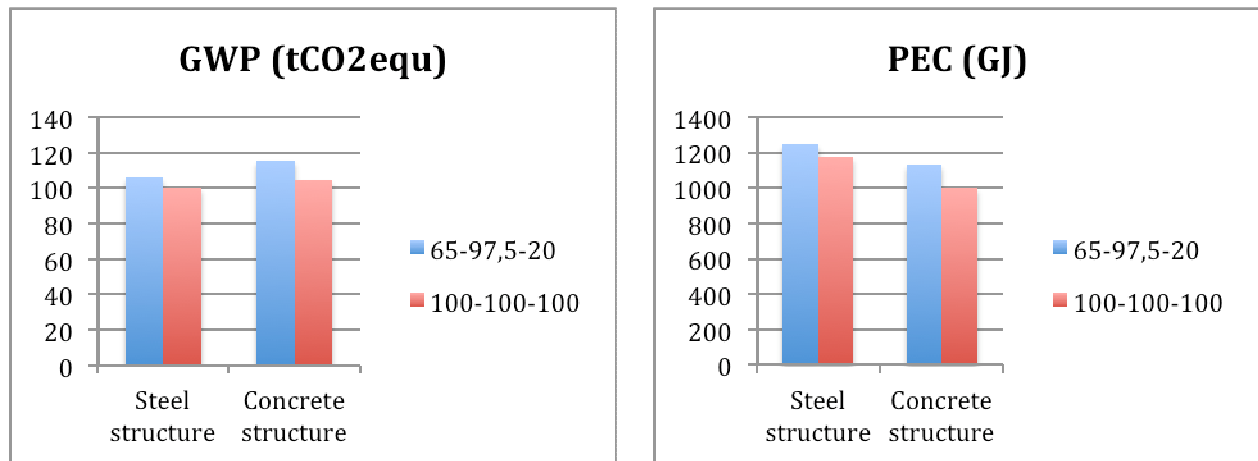 GWP (tCO2equ)
140
120
100
80
60
40
20
0
Steel
structure
Concrete
structure
65-97,5-20
100-100-100
PEC (GJ)
1400
1200
1000
800
600
400
200
0
Steel
structure
Concrete
structure
65-97,5-20
100-100-100